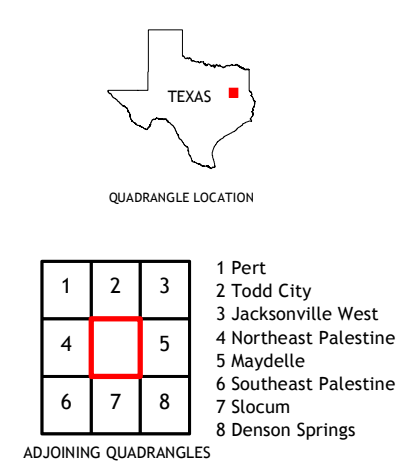 TEXAS
QUADRANGLE LOCATION
1 2 3
4 5
6 7 8
1 Pert
2 Todd City
3 Jacksonville West
4 Northeast Palestine
5 Maydelle
6 Southeast Palestine
7 Slocum
8 Denson Springs
ADJOINING QUADRANGLES